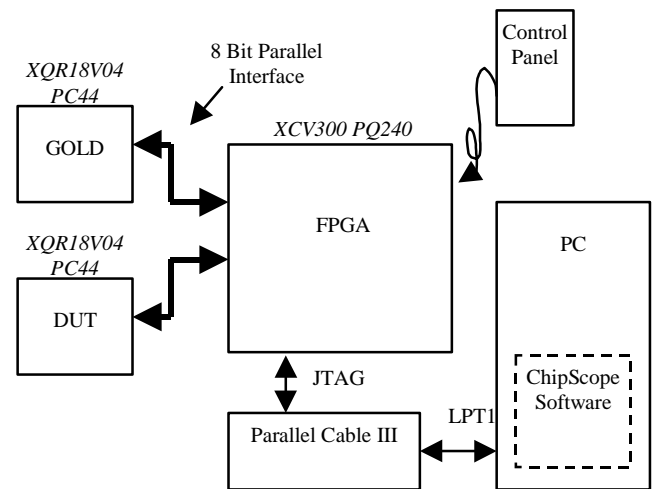 Control
Panel
8 Bit Parallel
Interface
XQR18V04
PC44
GOLD
XCV300 PQ240
FPGA
XQR18V04
PC44
DUT
PC
JTAG
ChipScope
Software
LPT1
Parallel Cable III